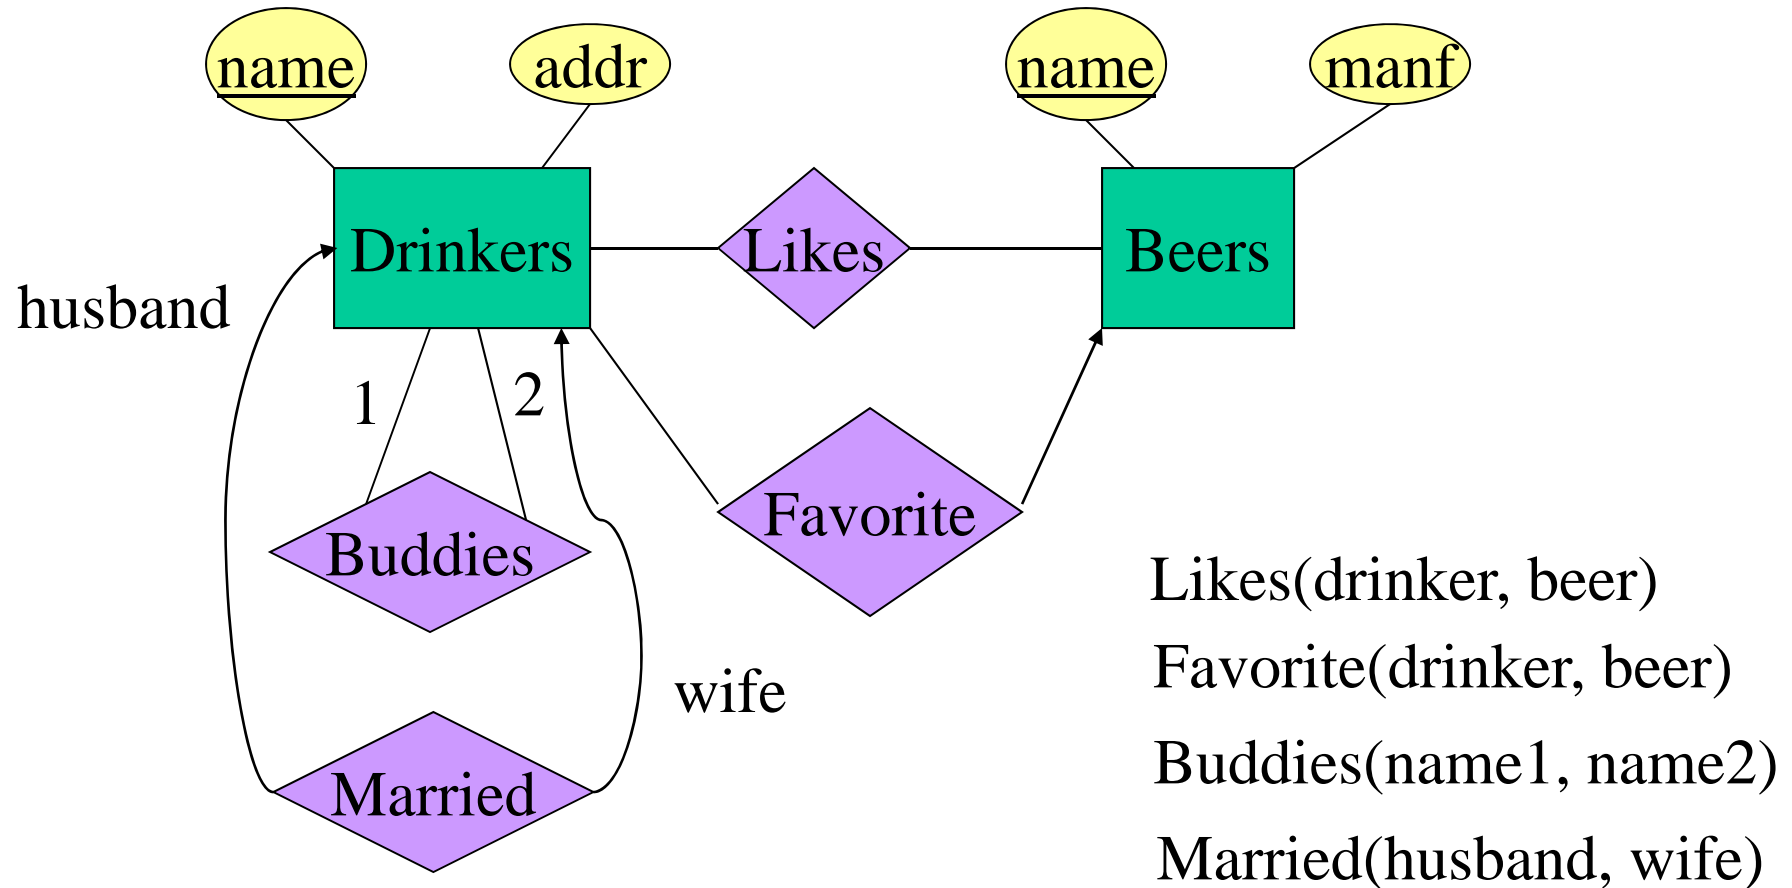 name
addr
name
manf
Drinkers
Likes
Beers
husband
1
2
Favorite
Buddies
wife
Married
Likes(drinker, beer)
Favorite(drinker, beer)
Buddies(name1, name2)
Married(husband, wife)